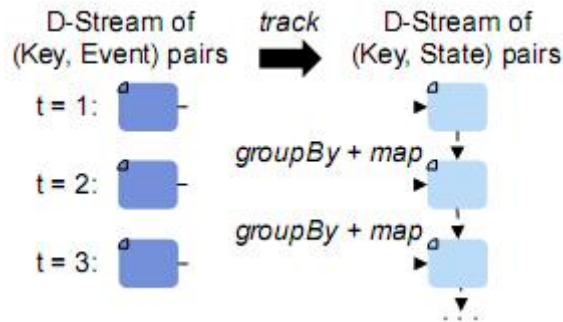 D-Stream of
(Key, Event) pairs
track
D-Stream of
(Key, State) pairs
t = 1:
groupBy + map
t = 2:
groupBy + map
t = 3:
. . .